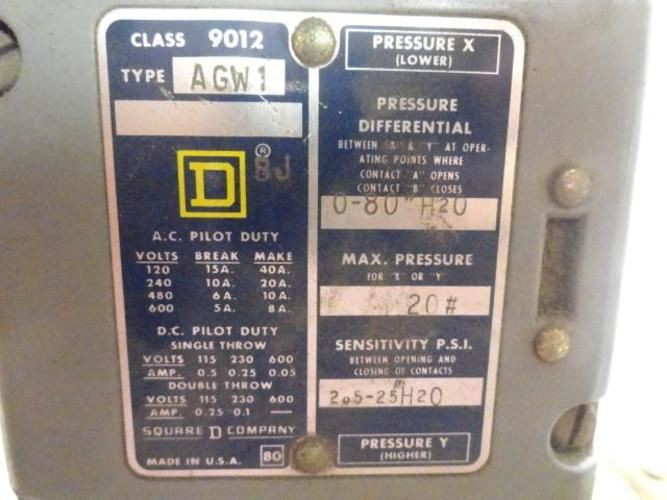 CLASS 9012
TYPE AGW1
®
8J
D
A.C. PILOT DUTY
VOLTS BREAK MAKE
120 15A. 40A.
240 10A. 20A.
480 6A. 10A.
600 5A. 8A.
D.C. PILOT DUTY
SINGLE THROW
VOLTS 115 230 600
AMP. 0.5 0.25 0.05
DOUBLE THROW
VOLTS 115 230 600
AMP. 0.25 0.1 —
SQUARE D COMPANY
MADE IN U.S.A. 80
PRESSURE X
(LOWER)
PRESSURE
DIFFERENTIAL
BETWEEN "X" & "Y" AT OPER-
ATING POINTS WHERE
CONTACT "A" OPENS
CONTACT "B" CLOSES
0-80"H2O
MAX. PRESSURE
FOR "X" OR "Y"
20#
SENSITIVITY P.S.I.
BETWEEN OPENING AND
CLOSING OF CONTACTS
2.5-25"H2O
PRESSURE Y
(HIGHER)